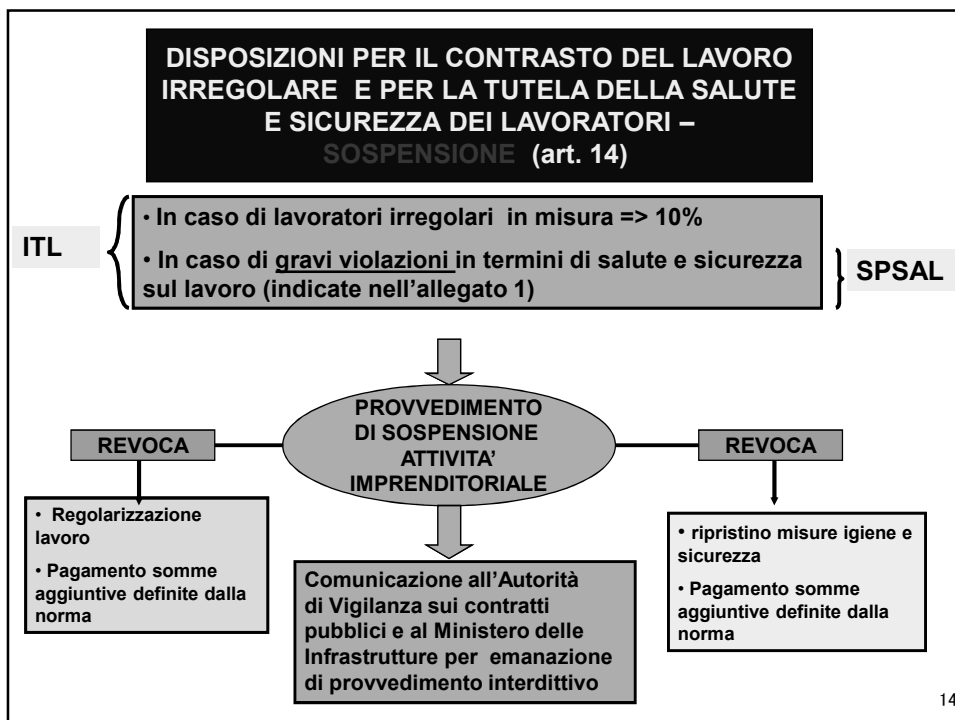 DISPOSIZIONI PER IL CONTRASTO DEL LAVORO
IRREGOLARE E PER LA TUTELA DELLA SALUTE
E SICUREZZA DEI LAVORATORI –
SOSPENSIONE (art. 14)
ITL
• In caso di lavoratori irregolari in misura => 10%
• In caso di gravi violazioni in termini di salute e sicurezza
sul lavoro (indicate nell’allegato 1)
SPSAL
PROVVEDIMENTO
DI SOSPENSIONE
ATTIVITA’
IMPRENDITORIALE
REVOCA
• Regolarizzazione
lavoro
• Pagamento somme
aggiuntive definite dalla
norma
Comunicazione all’Autorità
di Vigilanza sui contratti
pubblici e al Ministero delle
Infrastrutture per emanazione
di provvedimento interdittivo
REVOCA
• ripristino misure igiene e
sicurezza
• Pagamento somme
aggiuntive definite dalla
norma
14